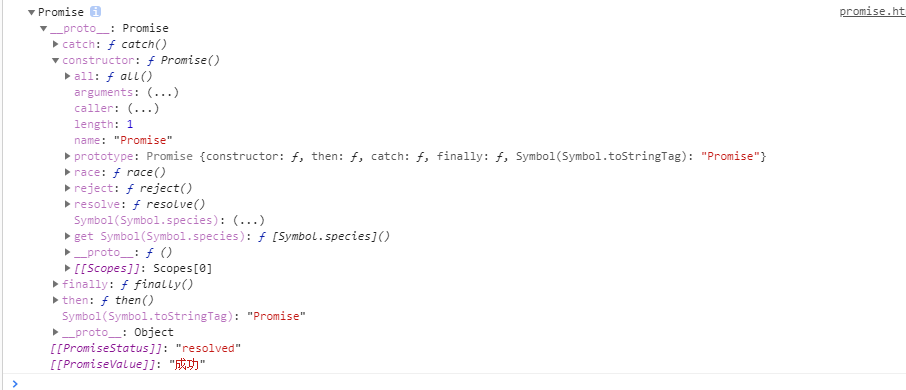 Promise i promise.ht
__proto__: Promise
catch: ƒ catch()
constructor: ƒ Promise()
all: ƒ all()
arguments: (...)
caller: (...)
length: 1
name: "Promise"
prototype: Promise {constructor: ƒ, then: ƒ, catch: ƒ, finally: ƒ, Symbol(Symbol.toStringTag): "Promise"}
race: ƒ race()
reject: ƒ reject()
resolve: ƒ resolve()
Symbol(Symbol.species): (...)
get Symbol(Symbol.species): ƒ [Symbol.species]()
__proto__: ƒ ()
[[Scopes]]: Scopes[0]
finally: ƒ finally()
then: ƒ then()
Symbol(Symbol.toStringTag): "Promise"
__proto__: Object
[[PromiseStatus]]: "resolved"
[[PromiseValue]]: "成功"